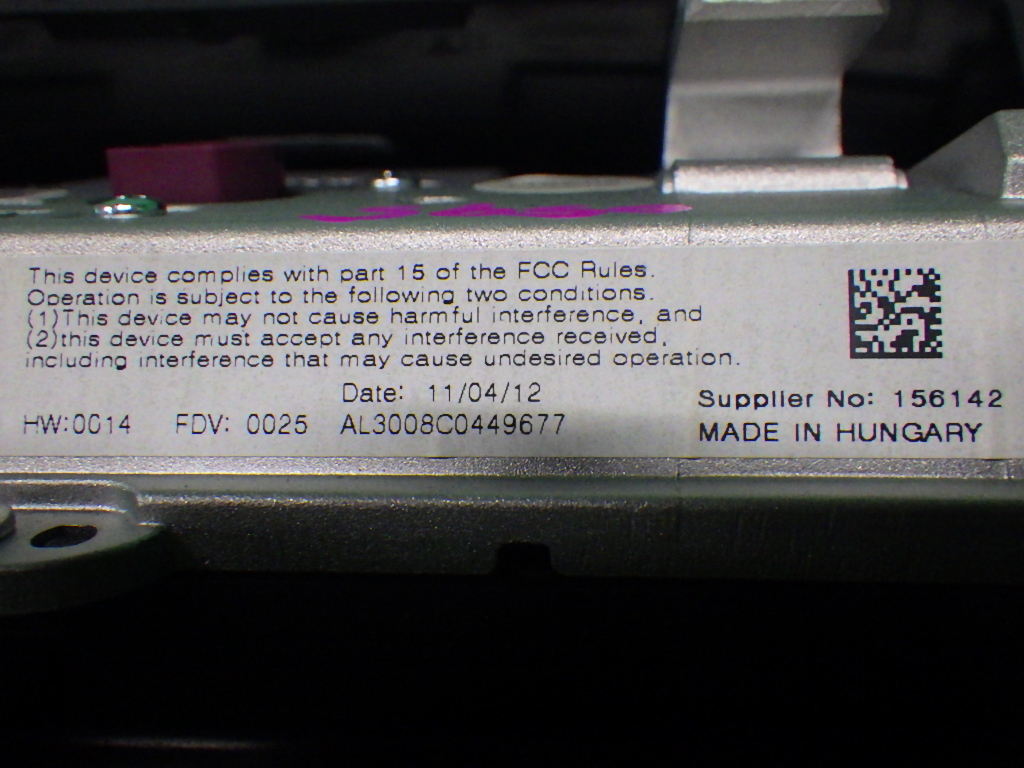 This device complies with part 15 of the FCC Rules.
Operation is subject to the following two conditions.
(1)This device may not cause harmful interference, and
(2)this device must accept any interference received,
including interference that may cause undesired operation.
Date: 11/04/12
Supplier No: 156142
HW:0014 FDV: 0025 AL3008C0449677
MADE IN HUNGARY